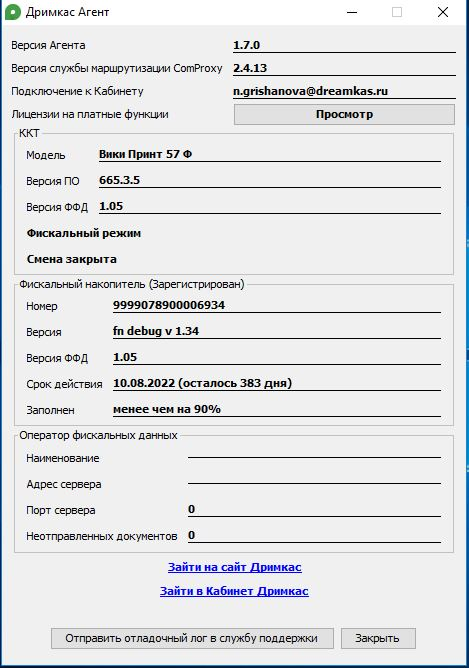 Дримкас Агент
Версия Агента 1.7.0
Версия службы маршрутизации ComProxy 2.4.13
Подключение к Кабинету n.grishanova@dreamkas.ru
Лицензии на платные функции Просмотр
ККТ
Модель Вики Принт 57 Ф
Версия ПО 665.3.5
Версия ФФД 1.05
Фискальный режим
Смена закрыта
Фискальный накопитель (Зарегистрирован)
Номер 9999078900006934
Версия fn debug v 1.34
Версия ФФД 1.05
Срок действия 10.08.2022 (осталось 383 дня)
Заполнен менее чем на 90%
Оператор фискальных данных
Наименование
Адрес сервера
Порт сервера 0
Неотправленных документов 0
Зайти на сайт Дримкас
Зайти в Кабинет Дримкас
Отправить отладочный лог в службу поддержки Закрыть